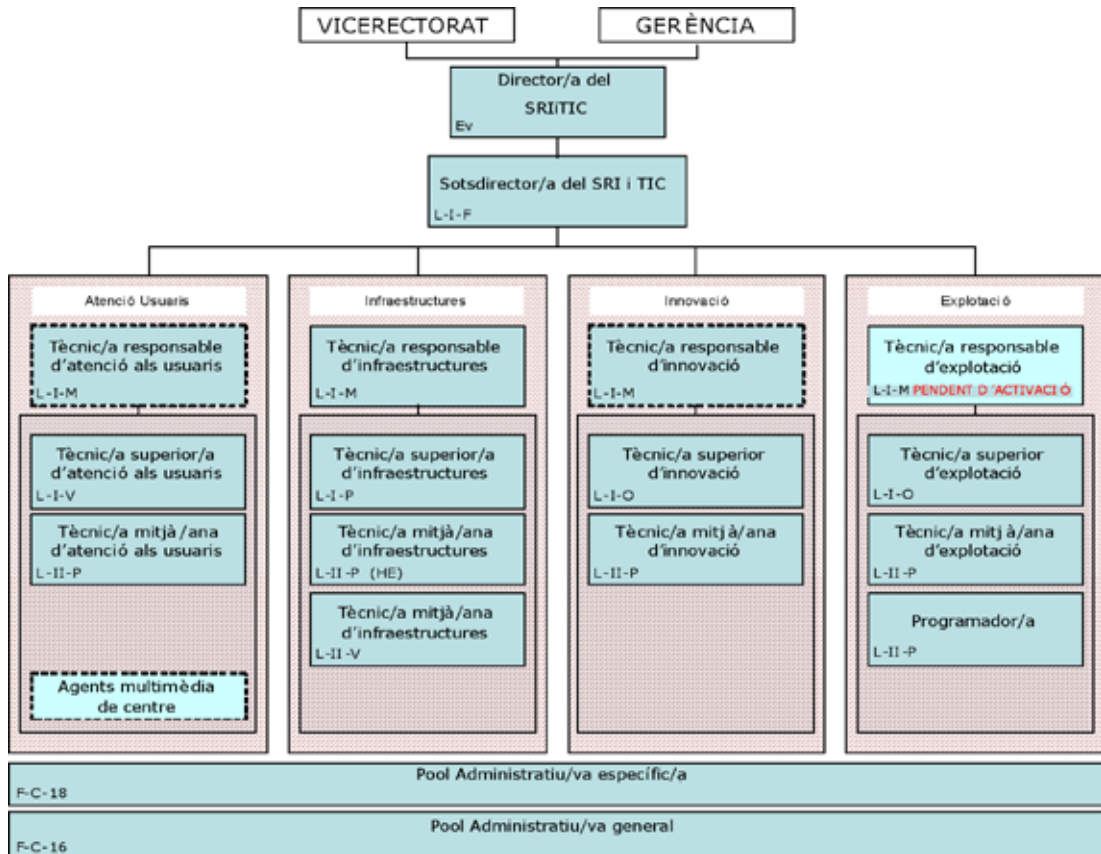 VICERECTORAT
GERÈNCIA
Director/a del
SRIiTIC
Ev
Sotsdirector/a del SRI i TIC
L-I-F
Atenció Usuaris
Tècnic/a responsable
d'atenció als usuaris
L-I-M
Tècnic/a superior/a
d'atenció als usuaris
L-I-V
Tècnic/a mitjà/ana
d'atenció als usuaris
L-II-P
Agents multimèdia
de centre
Infraestructures
Tècnic/a responsable
d'infraestructures
L-I-M
Tècnic/a superior/a
d'infraestructures
L-I-P
Tècnic/a mitjà/ana
d'infraestructures
L-II-P (HE)
Tècnic/a mitjà/ana
d'infraestructures
L-II-V
Innovació
Tècnic/a responsable
d'innovació
L-I-M
Tècnic/a superior
d'innovació
L-I-O
Tècnic/a mitjà/ana
d'innovació
L-II-P
Explotació
Tècnic/a responsable
d'explotació
L-I-M PENDENT D'ACTIVACIÓ
Tècnic/a superior
d'explotació
L-I-O
Tècnic/a mitjà/ana
d'explotació
L-II-P
Programador/a
L-II-P
Pool Administratiu/va específic/a
F-C-18
Pool Administratiu/va general
F-C-16